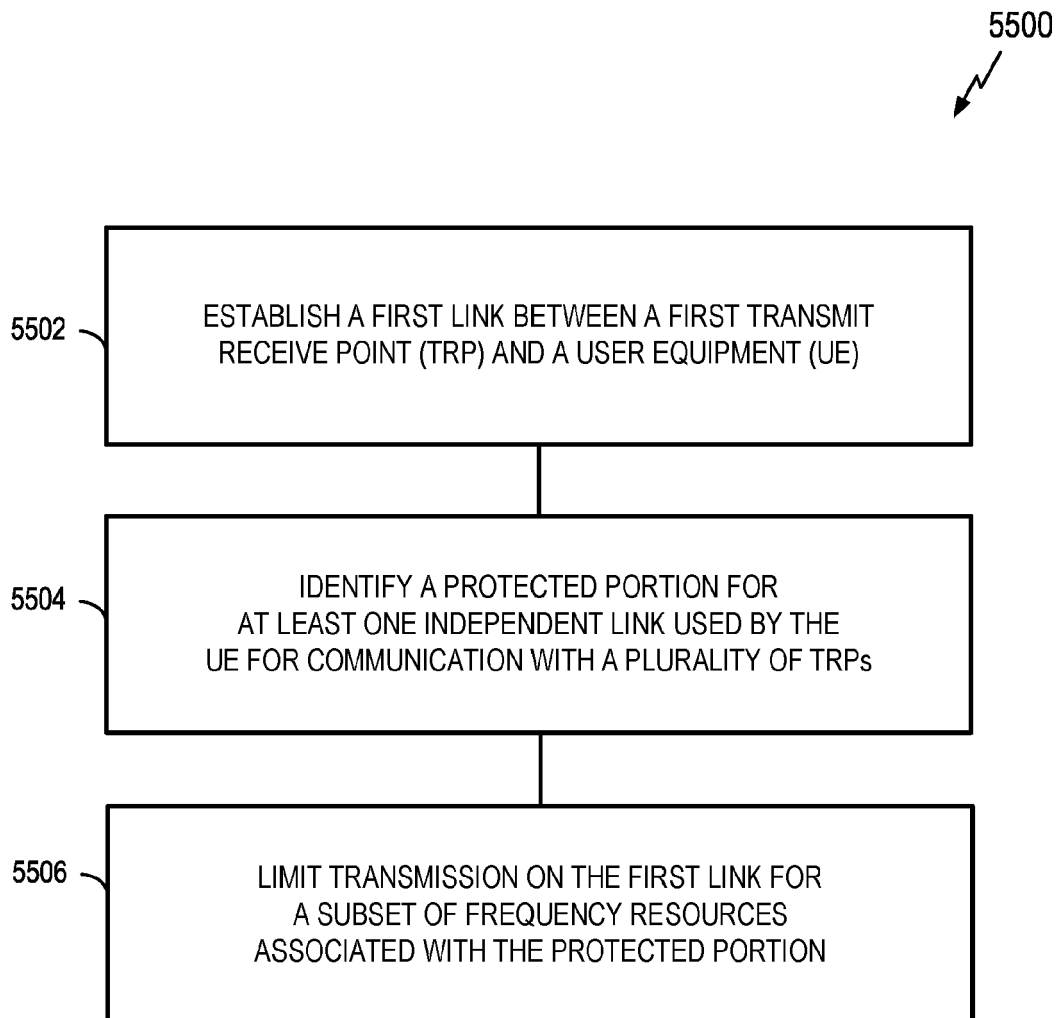 5500
5502
ESTABLISH A FIRST LINK BETWEEN A FIRST TRANSMIT
RECEIVE POINT (TRP) AND A USER EQUIPMENT (UE)
5504
IDENTIFY A PROTECTED PORTION FOR
AT LEAST ONE INDEPENDENT LINK USED BY THE
UE FOR COMMUNICATION WITH A PLURALITY OF TRPs
5506
LIMIT TRANSMISSION ON THE FIRST LINK FOR
A SUBSET OF FREQUENCY RESOURCES
ASSOCIATED WITH THE PROTECTED PORTION